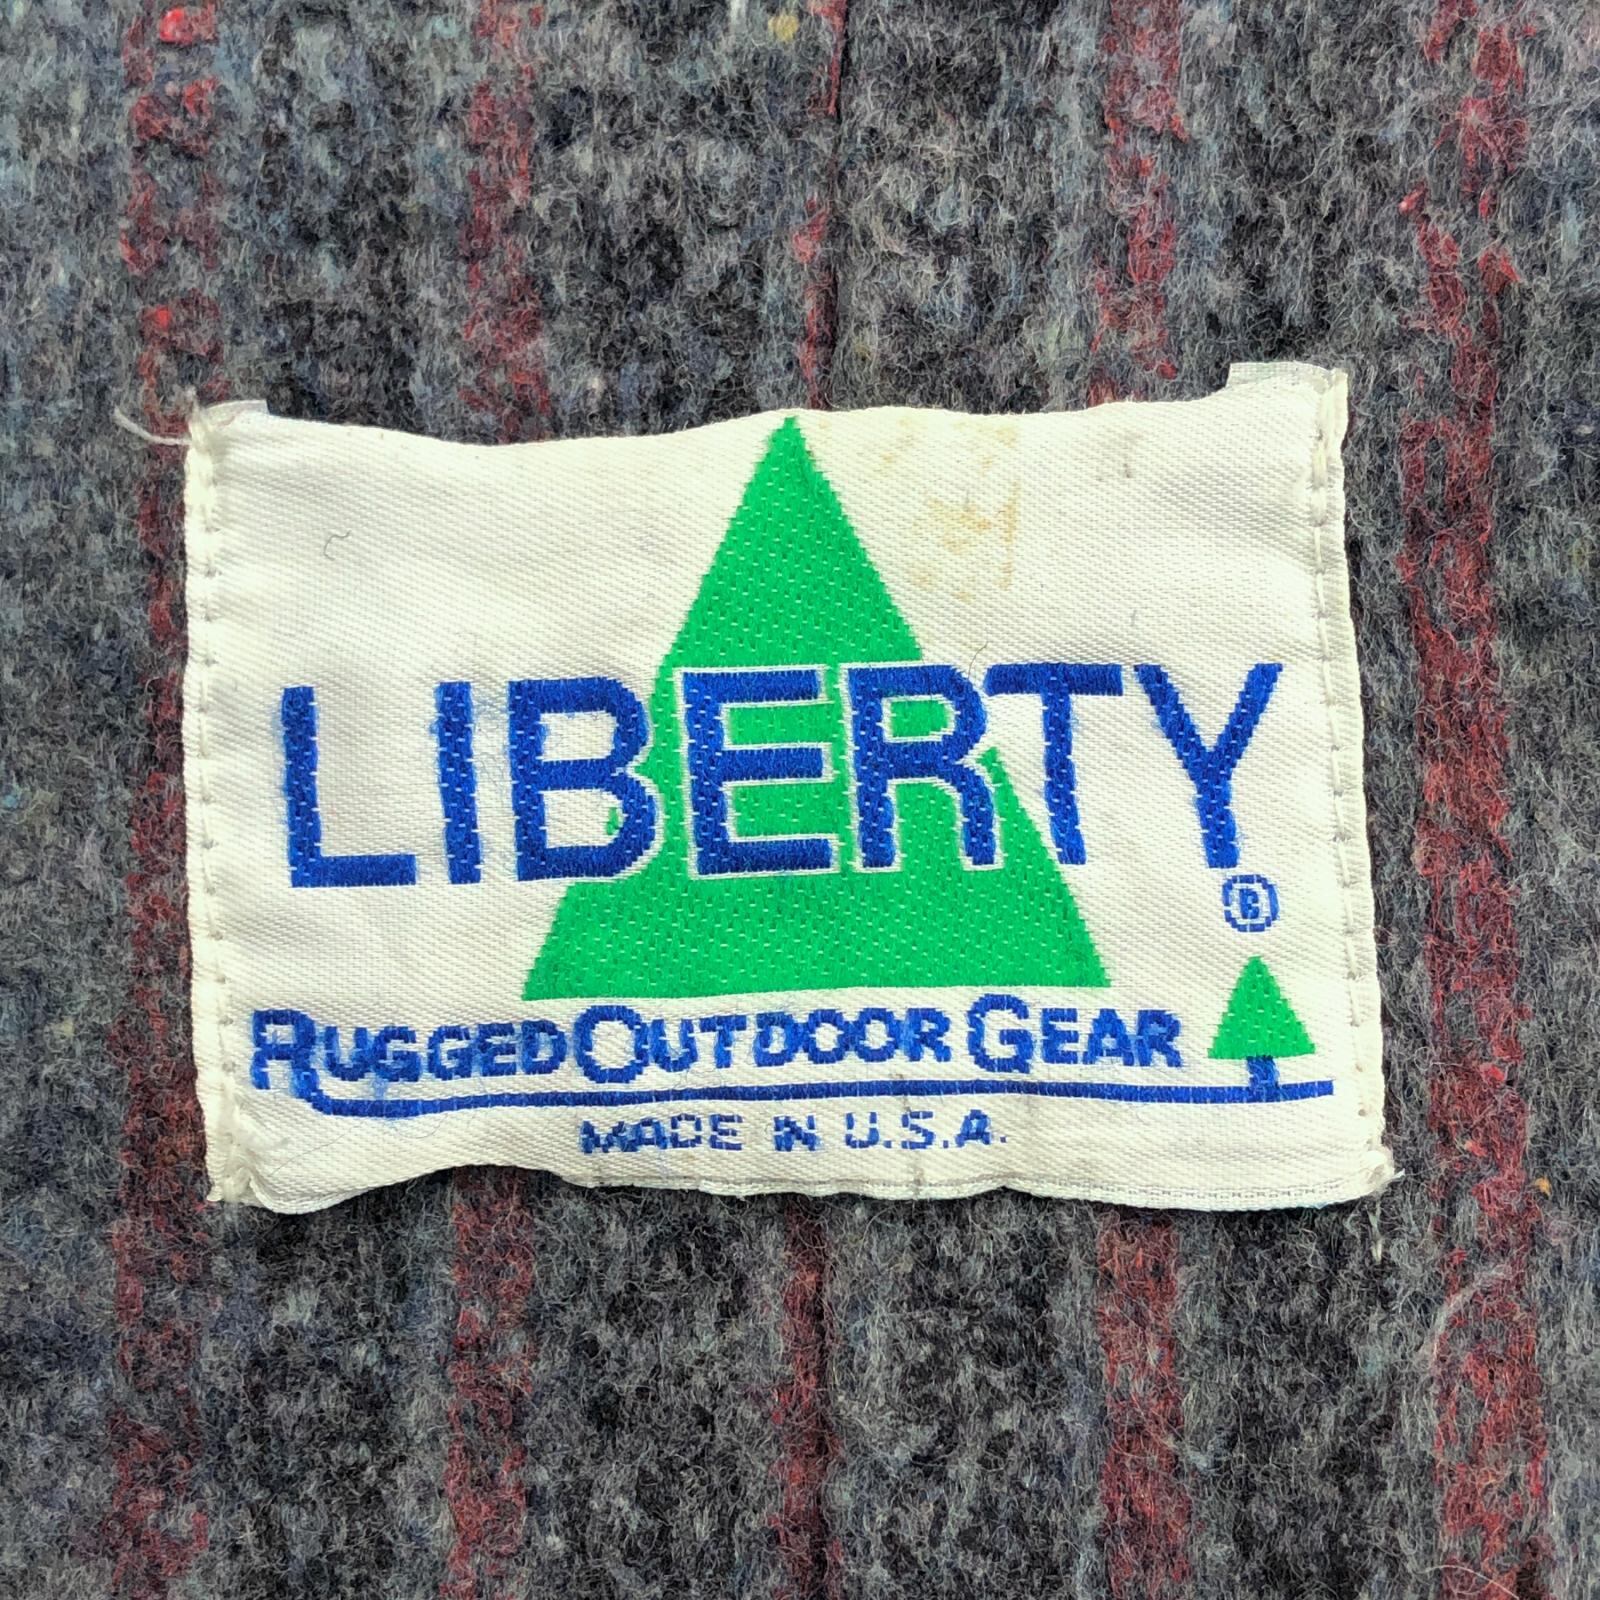 LIBERTY®
RUGGED OUTDOOR GEAR
MADE IN U.S.A.